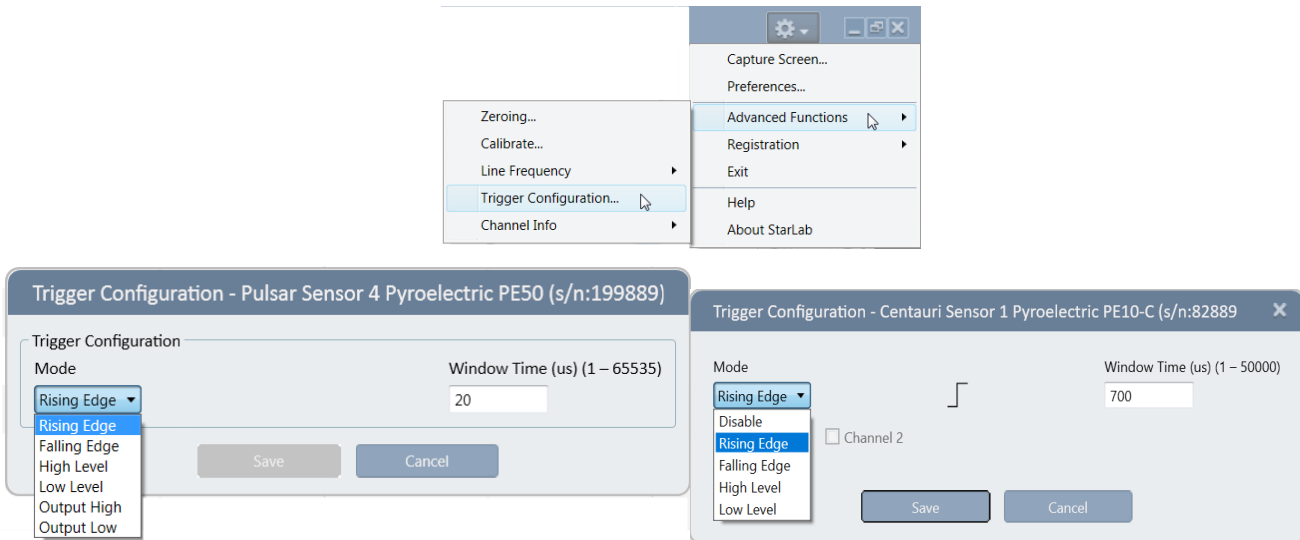 Capture Screen...
Preferences...
Advanced Functions
Registration
Exit
Help
About StarLab
Zeroing...
Calibrate...
Line Frequency
Trigger Configuration...
Channel Info
Trigger Configuration - Pulsar Sensor 4 Pyroelectric PE50 (s/n:199889)
Trigger Configuration
Mode
Window Time (us) (1 – 65535)
Rising Edge
20
Rising Edge
Falling Edge
High Level
Low Level
Output High
Output Low
Save
Cancel
Trigger Configuration - Centauri Sensor 1 Pyroelectric PE10-C (s/n:82889
Mode
Window Time (us) (1 – 50000)
Rising Edge
700
Disable
Rising Edge
Falling Edge
High Level
Low Level
Channel 2
Save
Cancel